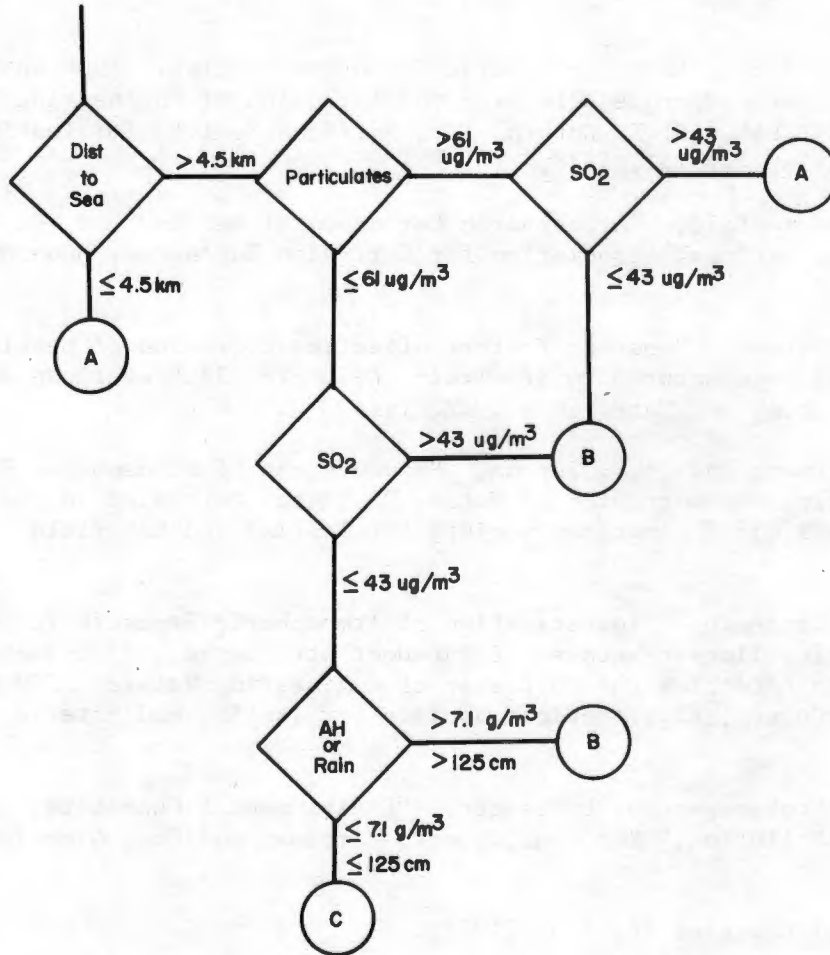 Dist
to
Sea
>4.5 km
Particulates
>61
ug/m³
SO₂
>43
ug/m³
A
≤4.5 km
A
≤61 ug/m³
≤43 ug/m³
SO₂
>43 ug/m³
B
≤43 ug/m³
AH
or
Rain
>7.1 g/m³
>125 cm
B
≤7.1 g/m³
≤125 cm
C